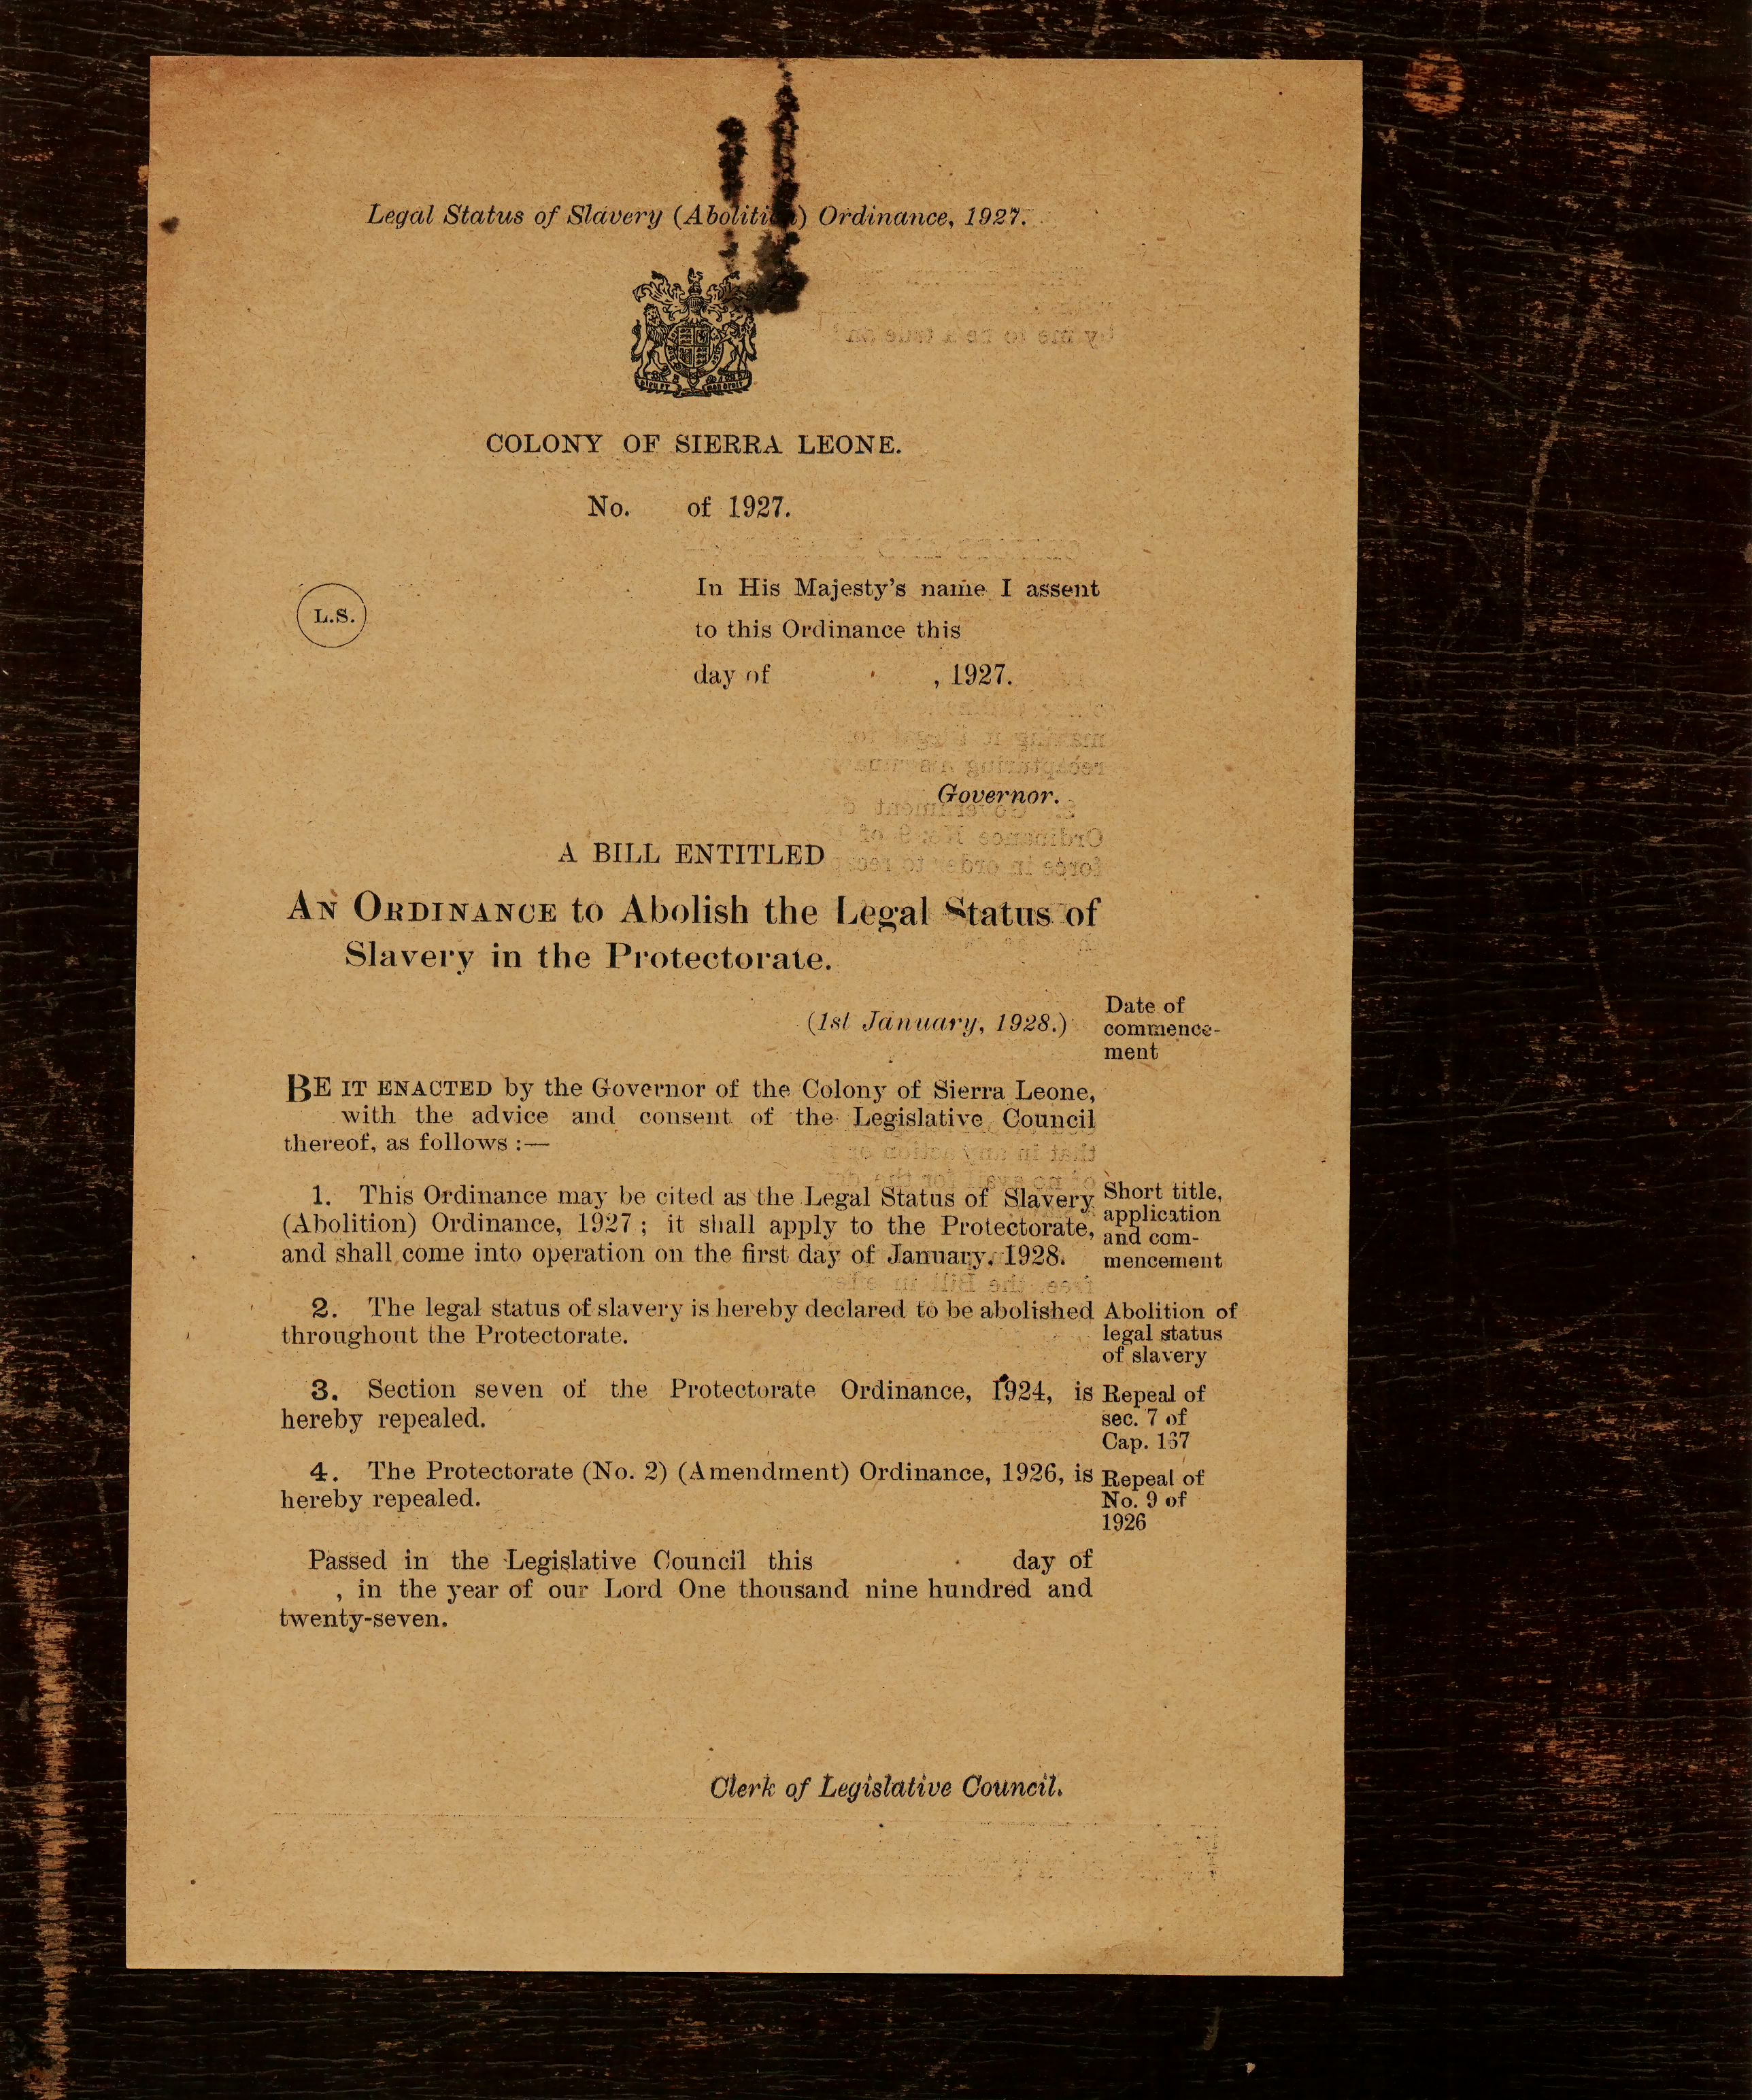 Legal Status of Slavery (Abolition) Ordinance, 1927.
COLONY OF SIERRA LEONE.
No. of 1927.
L.S.
In His Majesty's name I assent
to this Ordinance this
day of , 1927.
Governor.
A BILL ENTITLED
AN ORDINANCE to Abolish the Legal Status of
Slavery in the Protectorate.
(1st January, 1928.)
Date of
commence-
ment
BE IT ENACTED by the Governor of the Colony of Sierra Leone,
with the advice and consent of the Legislative Council
thereof, as follows :—
1. This Ordinance may be cited as the Legal Status of Slavery
(Abolition) Ordinance, 1927 ; it shall apply to the Protectorate,
and shall come into operation on the first day of January, 1928.
Short title,
application
and com-
mencement
2. The legal status of slavery is hereby declared to be abolished
throughout the Protectorate.
Abolition of
legal status
of slavery
3. Section seven of the Protectorate Ordinance, 1924, is
hereby repealed.
Repeal of
sec. 7 of
Cap. 167
4. The Protectorate (No. 2) (Amendment) Ordinance, 1926, is
hereby repealed.
Repeal of
No. 9 of
1926
Passed in the Legislative Council this day of
, in the year of our Lord One thousand nine hundred and
twenty-seven.
Clerk of Legislative Council.